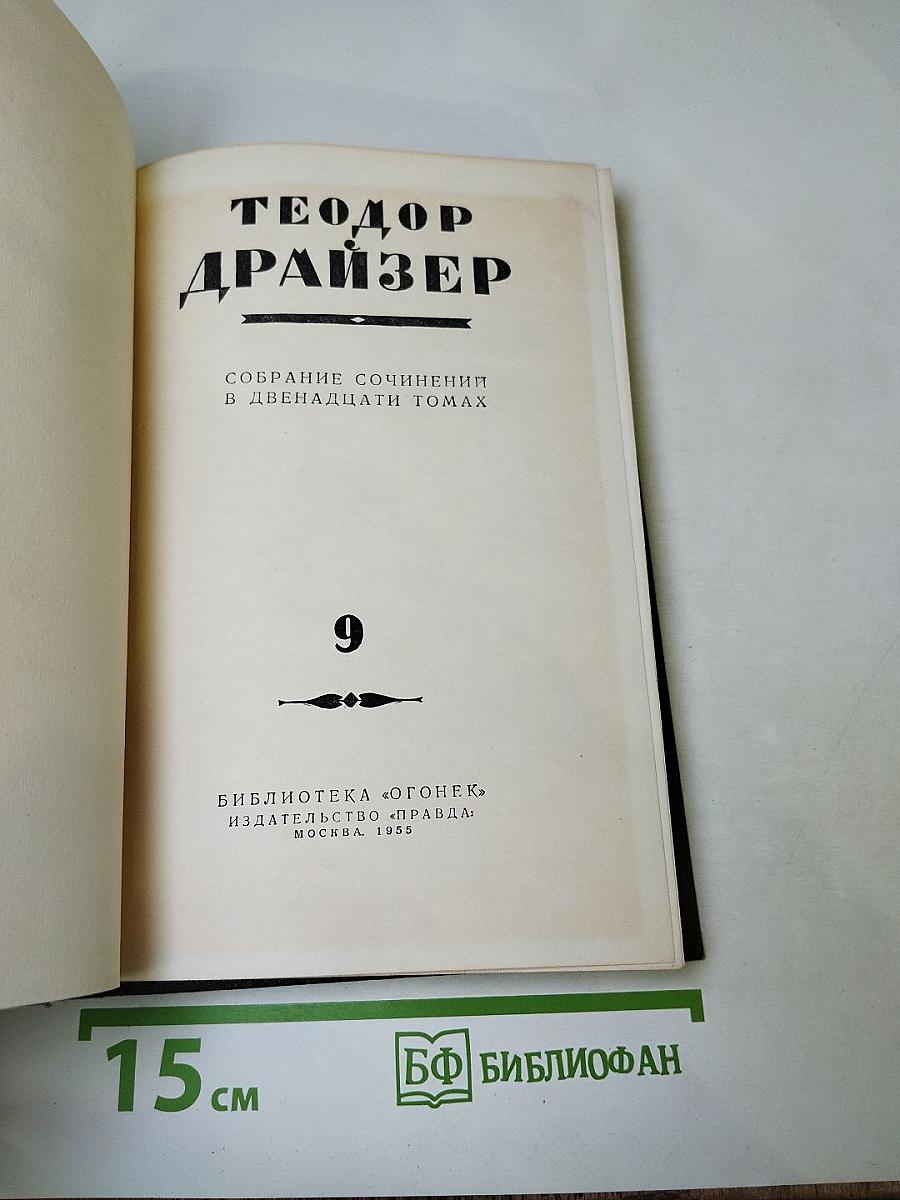 ТЕОДОР
ДРАЙЗЕР
СОБРАНИЕ СОЧИНЕНИЙ
В ДВЕНАДЦАТИ ТОМАХ
9
БИБЛИОТЕКА «ОГОНЕК»
ИЗДАТЕЛЬСТВО «ПРАВДА»
МОСКВА. 1955
15 см
БФ БИБЛИОФАН